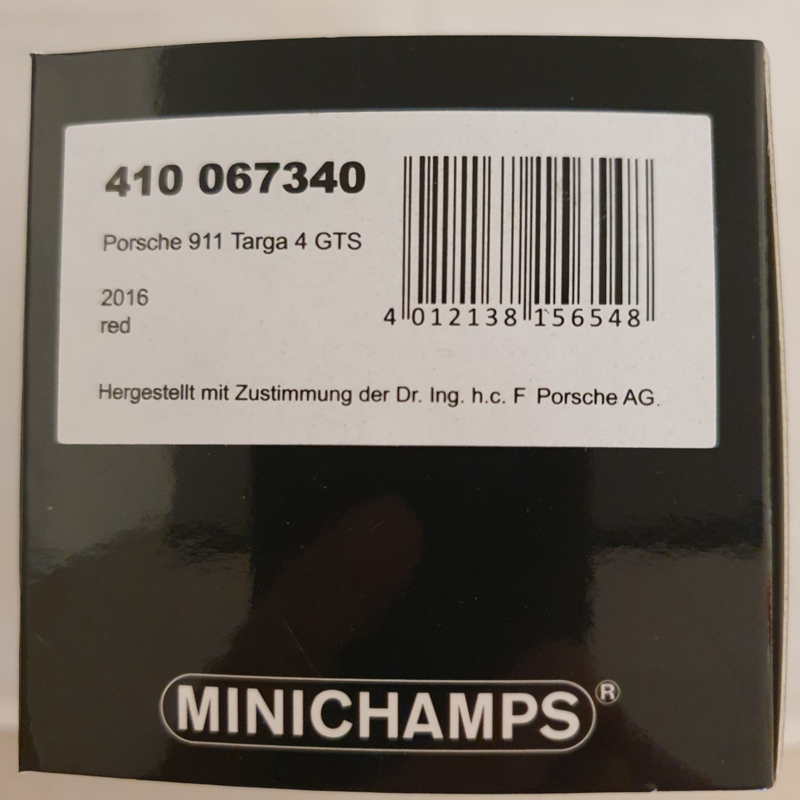 410 067340
Porsche 911 Targa 4 GTS
2016
red
4 012138 156548
Hergestellt mit Zustimmung der Dr. Ing. h.c. F Porsche AG.
MINICHAMPS®